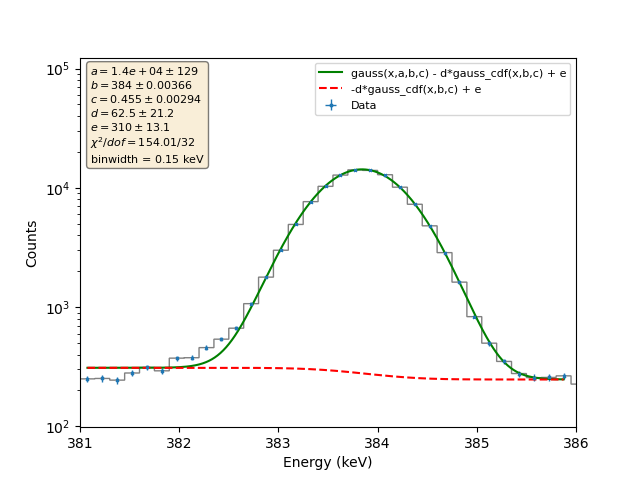 a = 1.4e + 04 ± 129
b = 384 ± 0.00366
c = 0.455 ± 0.00294
d = 62.5 ± 21.2
e = 310 ± 13.1
χ²/dof = 154.01/32
binwidth = 0.15 keV
gauss(x,a,b,c) - d*gauss_cdf(x,b,c) + e
-d*gauss_cdf(x,b,c) + e
Data
10⁵
10⁴
10³
10²
Counts
381 382 383 384 385 386
Energy (keV)